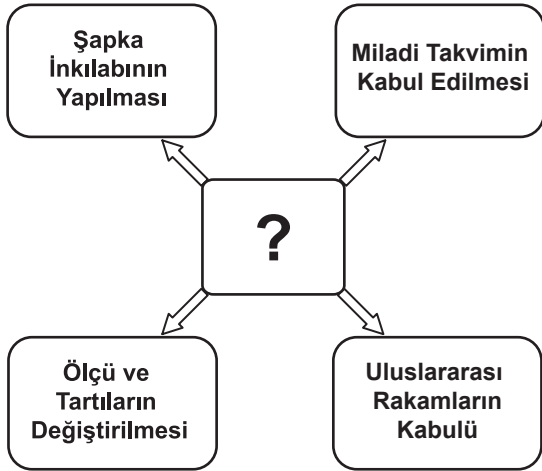 Şapka
İnkılabının
Yapılması
Miladi Takvimin
Kabul Edilmesi
?
Ölçü ve
Tartıların
Değiştirilmesi
Uluslararası
Rakamların
Kabulü